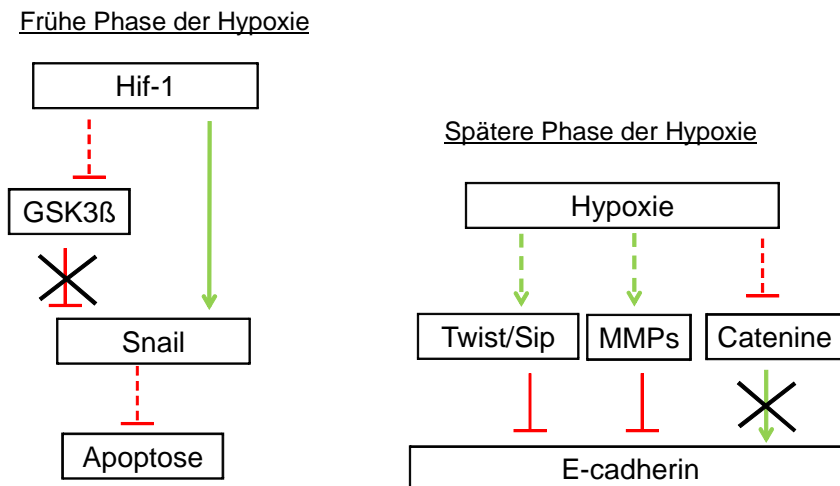 Frühe Phase der Hypoxie
Hif-1
GSK3ß
Snail
Apoptose
Spätere Phase der Hypoxie
Hypoxie
Twist/Sip
MMPs
Catenine
E-cadherin